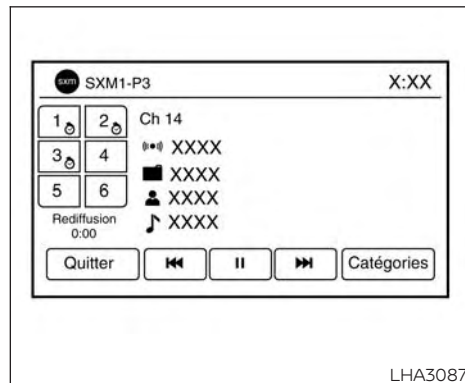 sxm SXM1-P3 X:XX
1 2 Ch 14
XXXX
3 4 XXXX
5 6 XXXX
Rediffusion XXXX
0:00
Quitter Catégories
LHA3087